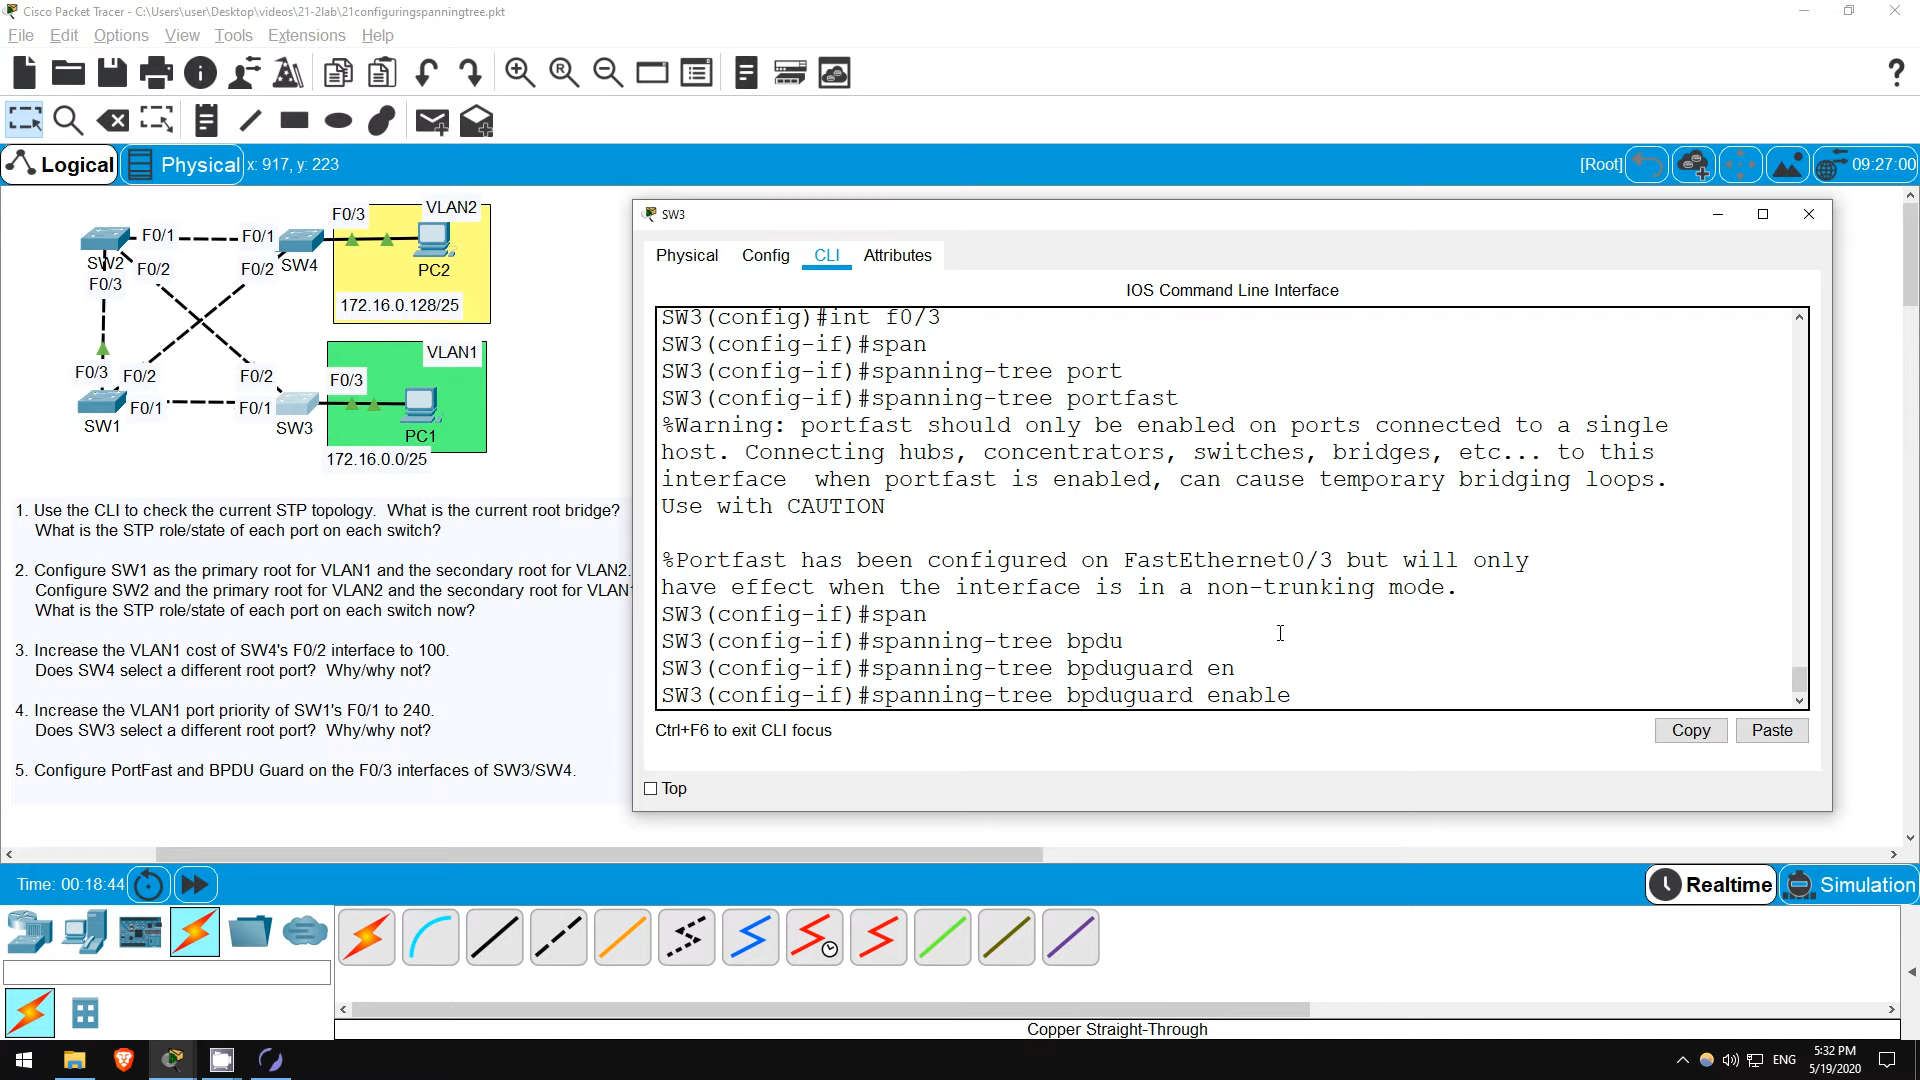 Cisco Packet Tracer - C:\Users\user\Desktop\videos\21-2lab\21configuringspanningtree.pkt
File Edit Options View Tools Extensions Help
R
?
Logical Physical x: 917, y: 223 [Root] 09:27:00
F0/3 VLAN2
F0/1 F0/1
SW2 F0/2 F0/2 SW4 PC2
F0/3
172.16.0.128/25
VLAN1
F0/3 F0/2 F0/2 F0/3
F0/1 F0/1
SW1 SW3 PC1
172.16.0.0/25
1. Use the CLI to check the current STP topology. What is the current root bridge?
What is the STP role/state of each port on each switch?
2. Configure SW1 as the primary root for VLAN1 and the secondary root for VLAN2.
Configure SW2 and the primary root for VLAN2 and the secondary root for VLAN
What is the STP role/state of each port on each switch now?
3. Increase the VLAN1 cost of SW4's F0/2 interface to 100.
Does SW4 select a different root port? Why/why not?
4. Increase the VLAN1 port priority of SW1's F0/1 to 240.
Does SW3 select a different root port? Why/why not?
5. Configure PortFast and BPDU Guard on the F0/3 interfaces of SW3/SW4.
SW3
Physical Config CLI Attributes
IOS Command Line Interface
SW3(config)#int f0/3
SW3(config-if)#span
SW3(config-if)#spanning-tree port
SW3(config-if)#spanning-tree portfast
%Warning: portfast should only be enabled on ports connected to a single
host. Connecting hubs, concentrators, switches, bridges, etc... to this
interface  when portfast is enabled, can cause temporary bridging loops.
Use with CAUTION
%Portfast has been configured on FastEthernet0/3 but will only
have effect when the interface is in a non-trunking mode.
SW3(config-if)#span
SW3(config-if)#spanning-tree bpdu
SW3(config-if)#spanning-tree bpduguard en
SW3(config-if)#spanning-tree bpduguard enable
Ctrl+F6 to exit CLI focus Copy Paste
Top
Time: 00:18:44 Realtime Simulation
Copper Straight-Through
ENG 5:32 PM
5/19/2020